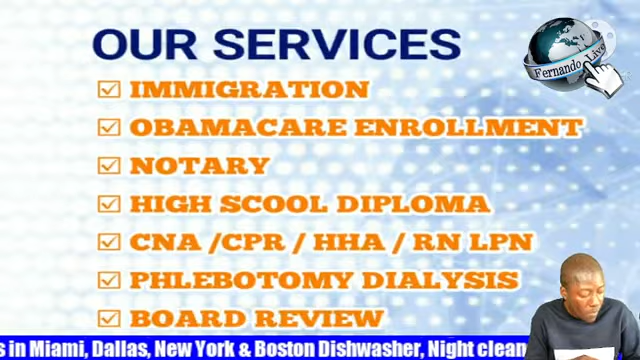 OUR SERVICES
Fernando Live
IMMIGRATION
OBAMACARE ENROLLMENT
NOTARY
HIGH SCOOL DIPLOMA
CNA /CPR / HHA / RN LPN
PHLEBOTOMY DIALYSIS
BOARD REVIEW
s in Miami, Dallas, New York & Boston Dishwasher, Night clean